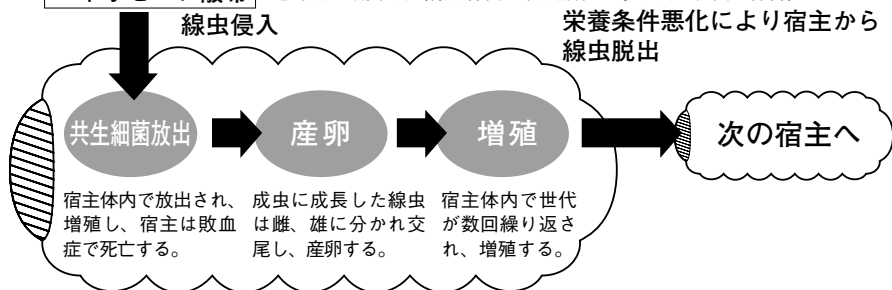 線虫侵入
栄養条件悪化により宿主から
線虫脱出
共生細菌放出
産卵
増殖
次の宿主へ
宿主体内で放出され、
増殖し、宿主は敗血
症で死亡する。
成虫に成長した線虫
は雌、雄に分かれ交
尾し、産卵する。
宿主体内で世代
が数回繰り返さ
れ、増殖する。